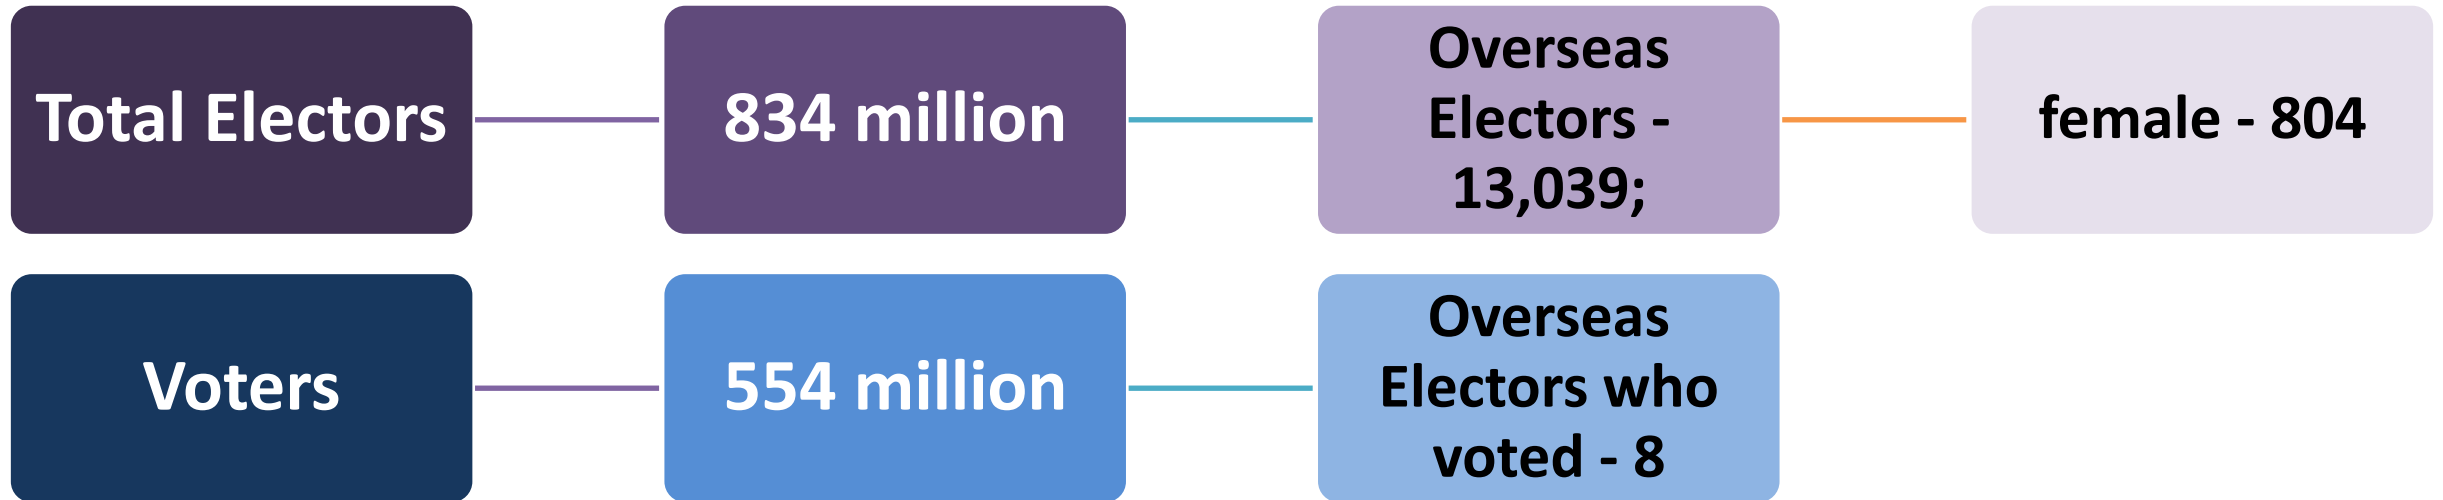 Total Electors
834 million
Overseas
Electors -
13,039;
female - 804
Voters
554 million
Overseas
Electors who
voted - 8